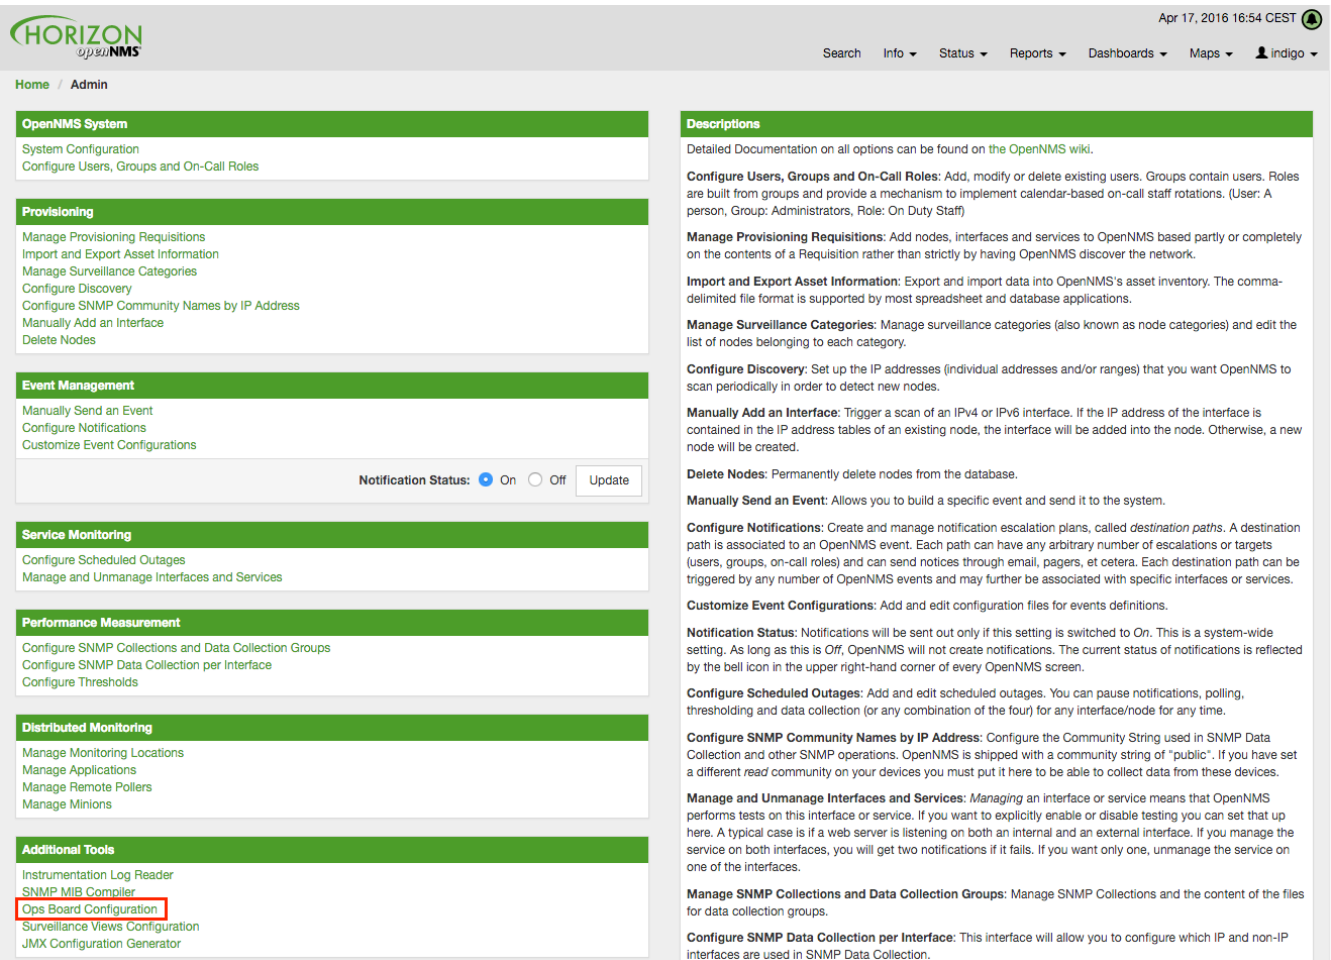 Apr 17, 2016 16:54 CEST
HORIZON
openNMS
Search Info Status Reports Dashboards Maps indigo
Home / Admin
OpenNMS System
System Configuration
Configure Users, Groups and On-Call Roles
Provisioning
Manage Provisioning Requisitions
Import and Export Asset Information
Manage Surveillance Categories
Configure Discovery
Configure SNMP Community Names by IP Address
Manually Add an Interface
Delete Nodes
Event Management
Manually Send an Event
Configure Notifications
Customize Event Configurations
Notification Status: On Off Update
Service Monitoring
Configure Scheduled Outages
Manage and Unmanage Interfaces and Services
Performance Measurement
Configure SNMP Collections and Data Collection Groups
Configure SNMP Data Collection per Interface
Configure Thresholds
Distributed Monitoring
Manage Monitoring Locations
Manage Applications
Manage Remote Pollers
Manage Minions
Additional Tools
Instrumentation Log Reader
SNMP MIB Compiler
Ops Board Configuration
Surveillance Views Configuration
JMX Configuration Generator
Descriptions
Detailed Documentation on all options can be found on the OpenNMS wiki.
Configure Users, Groups and On-Call Roles: Add, modify or delete existing users. Groups contain users. Roles
are built from groups and provide a mechanism to implement calendar-based on-call staff rotations. (User: A
person, Group: Administrators, Role: On Duty Staff)
Manage Provisioning Requisitions: Add nodes, interfaces and services to OpenNMS based partly or completely
on the contents of a Requisition rather than strictly by having OpenNMS discover the network.
Import and Export Asset Information: Export and import data into OpenNMS's asset inventory. The comma-
delimited file format is supported by most spreadsheet and database applications.
Manage Surveillance Categories: Manage surveillance categories (also known as node categories) and edit the
list of nodes belonging to each category.
Configure Discovery: Set up the IP addresses (individual addresses and/or ranges) that you want OpenNMS to
scan periodically in order to detect new nodes.
Manually Add an Interface: Trigger a scan of an IPv4 or IPv6 interface. If the IP address of the interface is
contained in the IP address tables of an existing node, the interface will be added into the node. Otherwise, a new
node will be created.
Delete Nodes: Permanently delete nodes from the database.
Manually Send an Event: Allows you to build a specific event and send it to the system.
Configure Notifications: Create and manage notification escalation plans, called destination paths. A destination
path is associated to an OpenNMS event. Each path can have any arbitrary number of escalations or targets
(users, groups, on-call roles) and can send notices through email, pagers, et cetera. Each destination path can be
triggered by any number of OpenNMS events and may further be associated with specific interfaces or services.
Customize Event Configurations: Add and edit configuration files for events definitions.
Notification Status: Notifications will be sent out only if this setting is switched to On. This is a system-wide
setting. As long as this is Off, OpenNMS will not create notifications. The current status of notifications is reflected
by the bell icon in the upper right-hand corner of every OpenNMS screen.
Configure Scheduled Outages: Add and edit scheduled outages. You can pause notifications, polling,
thresholding and data collection (or any combination of the four) for any interface/node for any time.
Configure SNMP Community Names by IP Address: Configure the Community String used in SNMP Data
Collection and other SNMP operations. OpenNMS is shipped with a community string of "public". If you have set
a different read community on your devices you must put it here to be able to collect data from these devices.
Manage and Unmanage Interfaces and Services: Managing an interface or service means that OpenNMS
performs tests on this interface or service. If you want to explicitly enable or disable testing you can set that up
here. A typical case is if a web server is listening on both an internal and an external interface. If you manage the
service on both interfaces, you will get two notifications if it fails. If you want only one, unmanage the service on
one of the interfaces.
Manage SNMP Collections and Data Collection Groups: Manage SNMP Collections and the content of the files
for data collection groups.
Configure SNMP Data Collection per Interface: This interface will allow you to configure which IP and non-IP
interfaces are used in SNMP Data Collection.